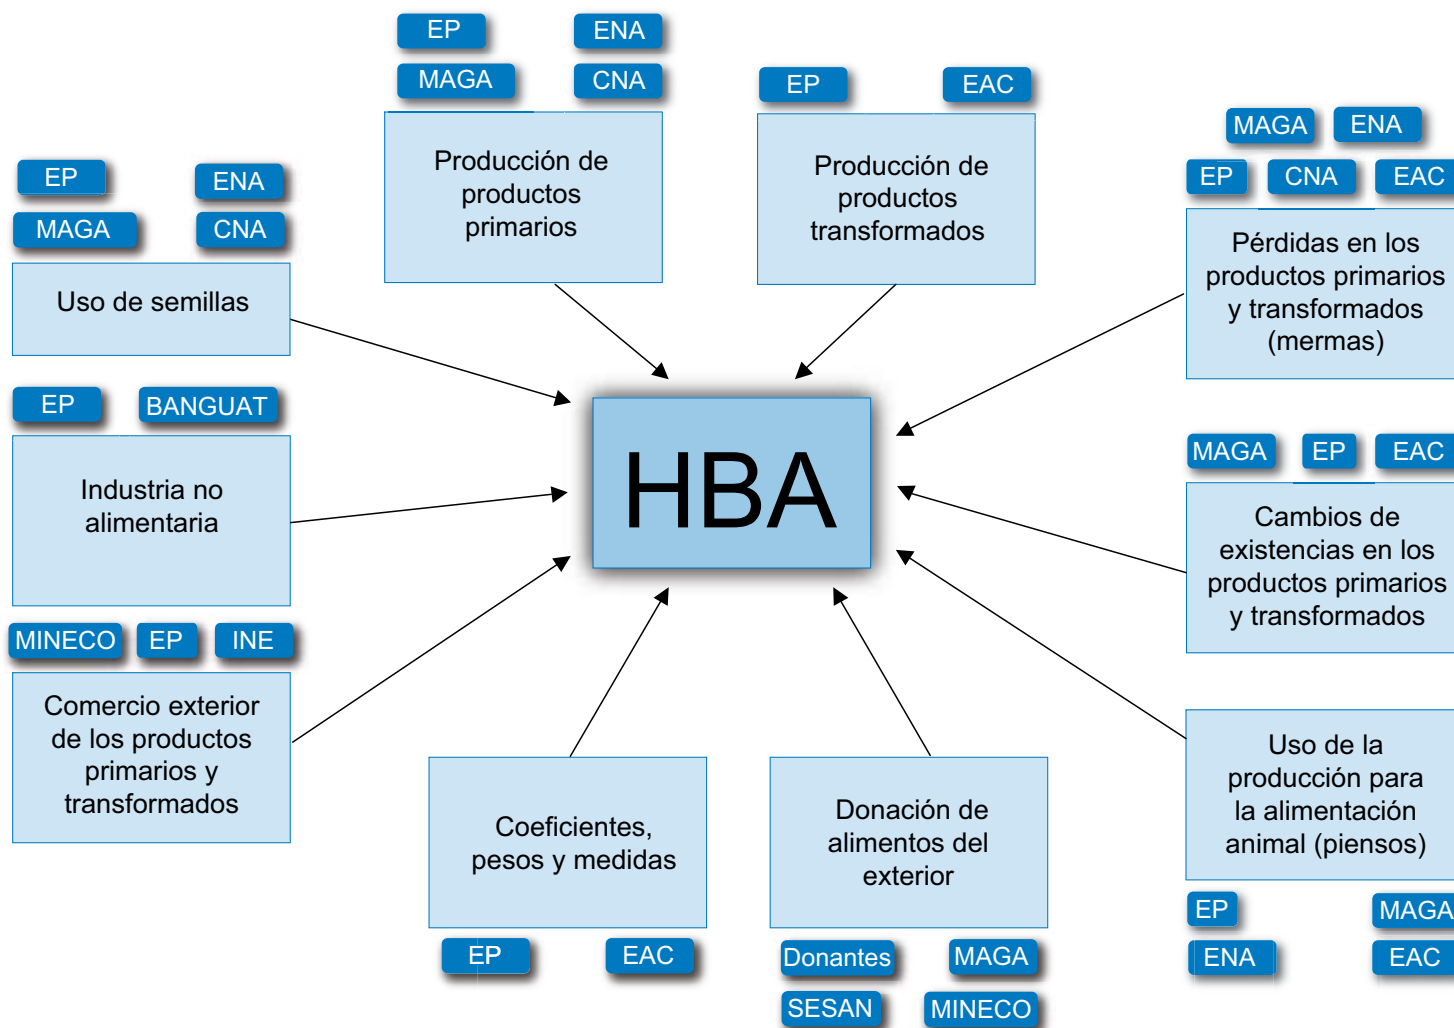 EP ENA
MAGA CNA
Producción de
productos
primarios
EP EAC
Producción de
productos
transformados
MAGA ENA
EP CNA EAC
Pérdidas en los
productos primarios
y transformados
(mermas)
EP ENA
MAGA CNA
Uso de semillas
EP BANGUAT
Industria no
alimentaria
HBA
MAGA EP EAC
Cambios de
existencias en los
productos primarios
y transformados
MINECO EP INE
Comercio exterior
de los productos
primarios y
transformados
Coeficientes,
pesos y medidas
EP EAC
Donación de
alimentos del
exterior
Donantes MAGA
SESAN MINECO
Uso de la
producción para
la alimentación
animal (piensos)
EP MAGA
ENA EAC